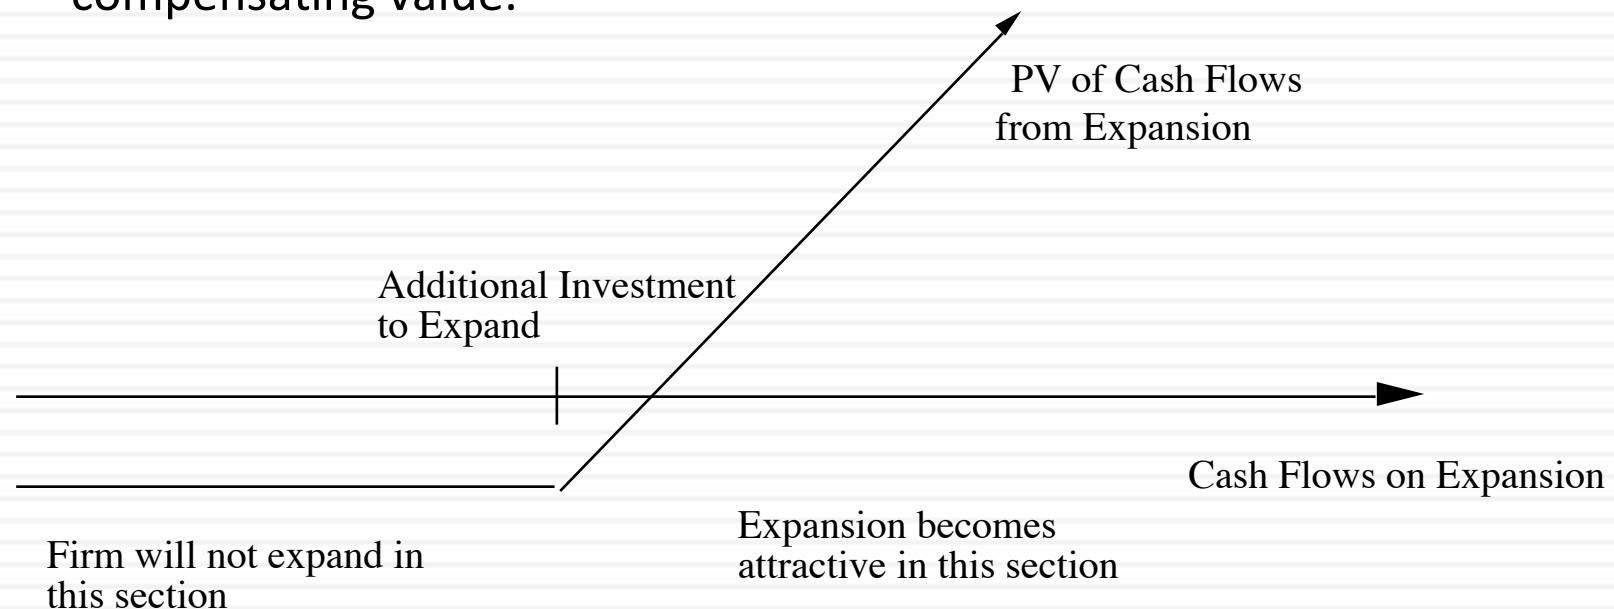 compensating value.
PV of Cash Flows
from Expansion
Additional Investment
to Expand
Cash Flows on Expansion
Expansion becomes
attractive in this section
Firm will not expand in
this section